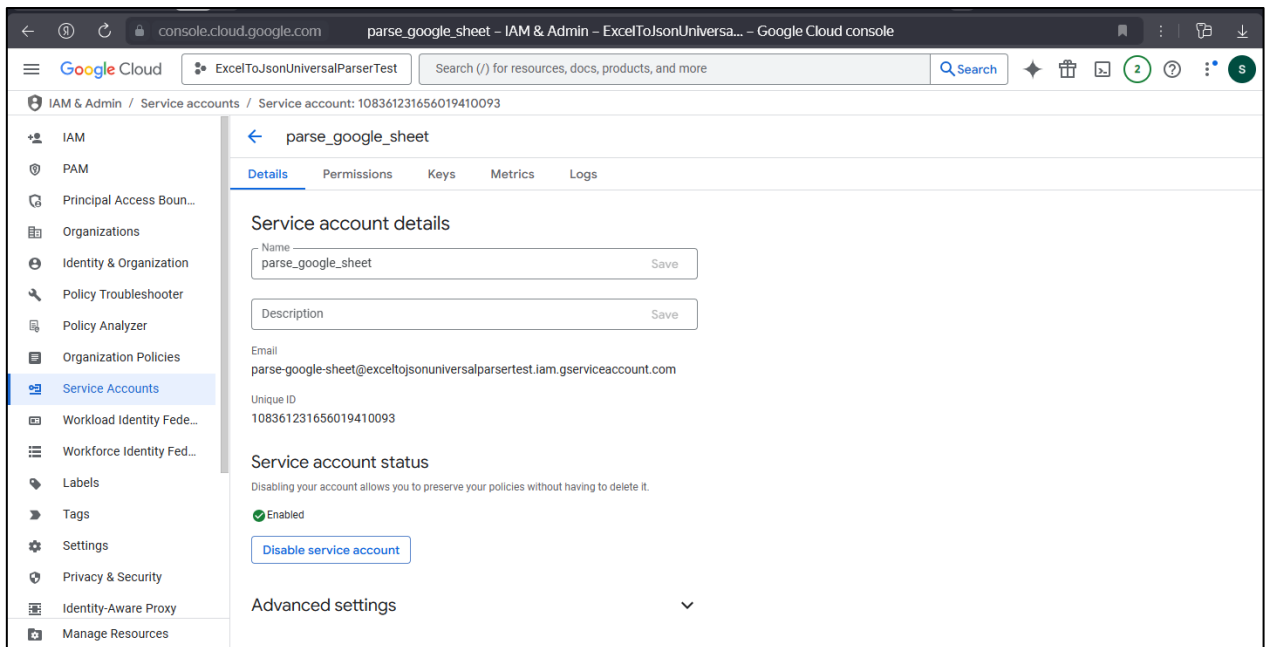 console.cloud.google.com parse_google_sheet – IAM & Admin – ExcelToJsonUniversa... – Google Cloud console
Google Cloud ExcelToJsonUniversalParserTest Search (/) for resources, docs, products, and more Search 2 S
IAM & Admin / Service accounts / Service account: 108361231656019410093
IAM
PAM
Principal Access Boun...
Organizations
Identity & Organization
Policy Troubleshooter
Policy Analyzer
Organization Policies
Service Accounts
Workload Identity Fede...
Workforce Identity Fed...
Labels
Tags
Settings
Privacy & Security
Identity-Aware Proxy
Manage Resources
parse_google_sheet
Details Permissions Keys Metrics Logs
Service account details
Name
parse_google_sheet Save
Description Save
Email
parse-google-sheet@exceltojsonuniversalparsertest.iam.gserviceaccount.com
Unique ID
108361231656019410093
Service account status
Disabling your account allows you to preserve your policies without having to delete it.
Enabled
Disable service account
Advanced settings